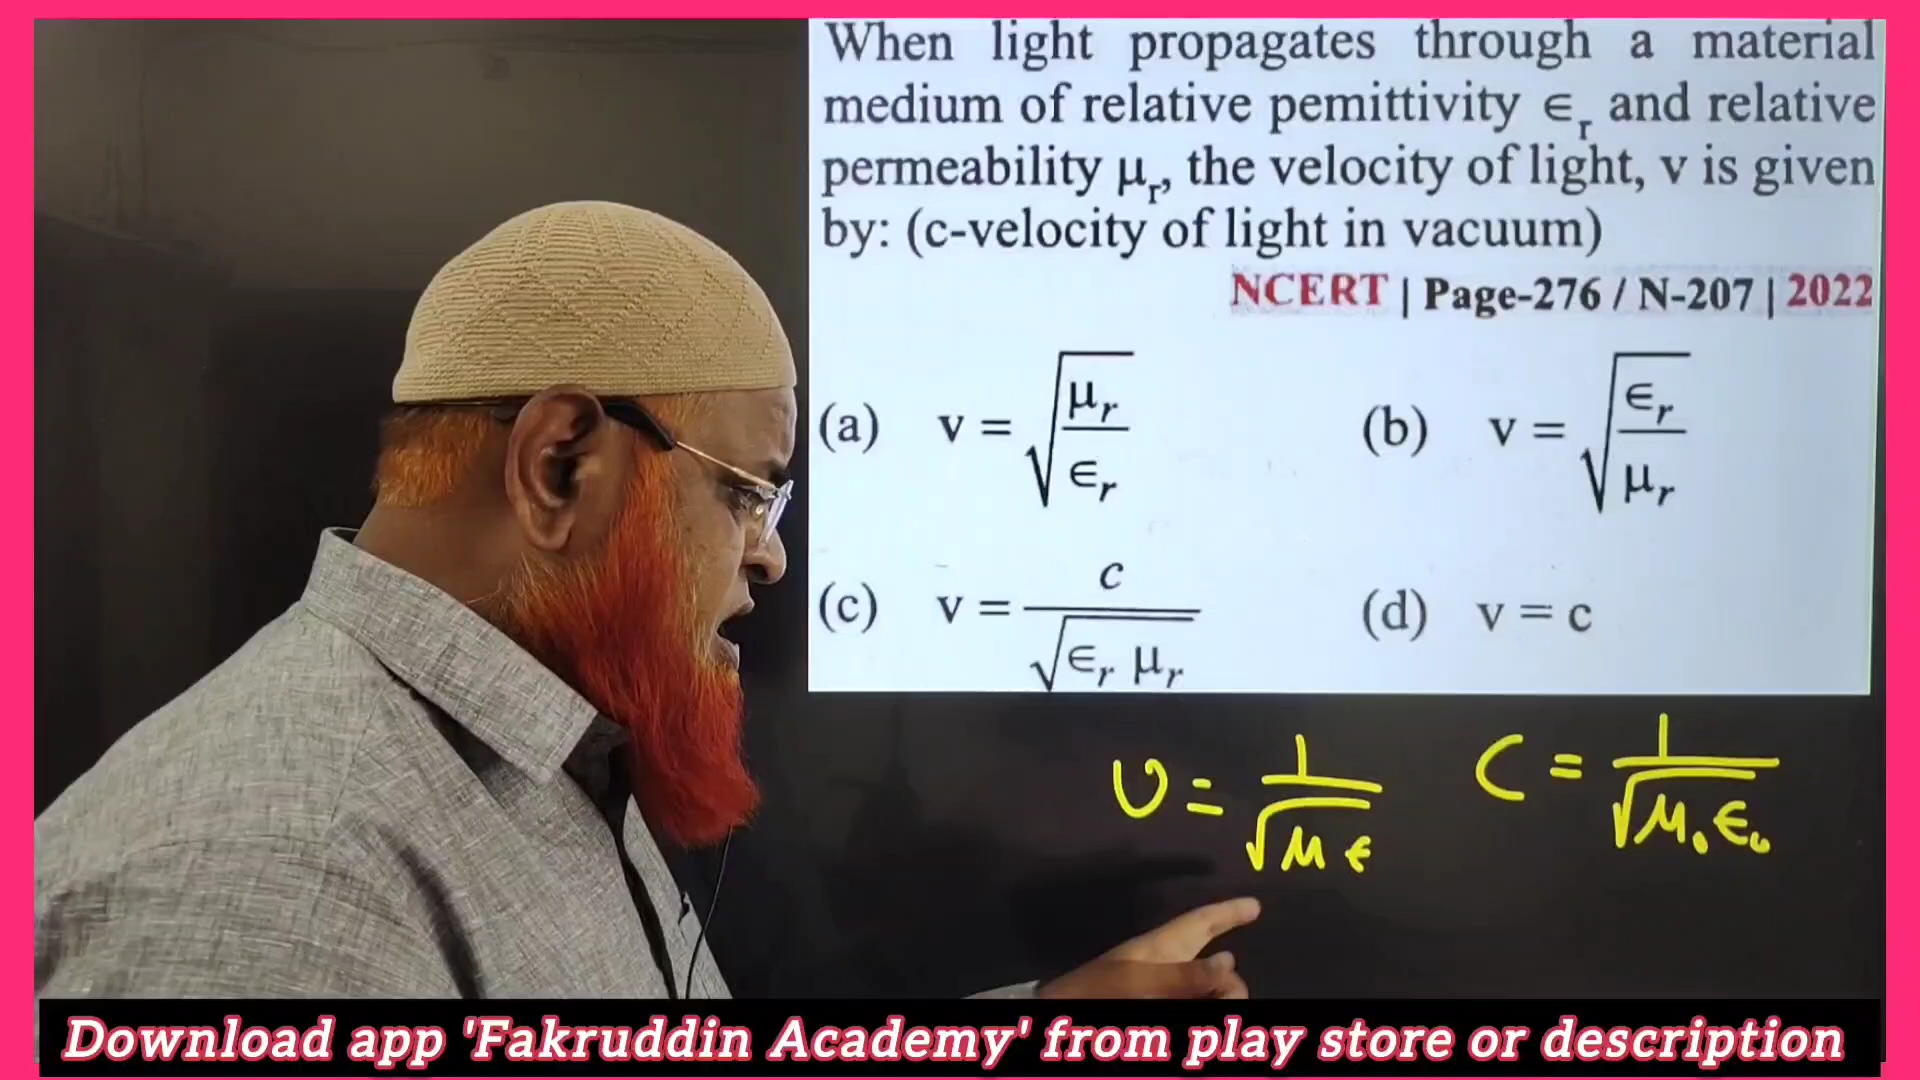 When light propagates through a material
medium of relative pemittivity ∈r and relative
permeability μr, the velocity of light, v is given
by: (c-velocity of light in vacuum)
NCERT | Page-276 / N-207 | 2022
(a) v = √(μr/∈r)
(b) v = √(∈r/μr)
(c) v = c/√(∈r μr)
(d) v = c
υ = 1/√(μ ε)
C = 1/√(μ₀ ε₀)
Download app 'Fakruddin Academy' from play store or description